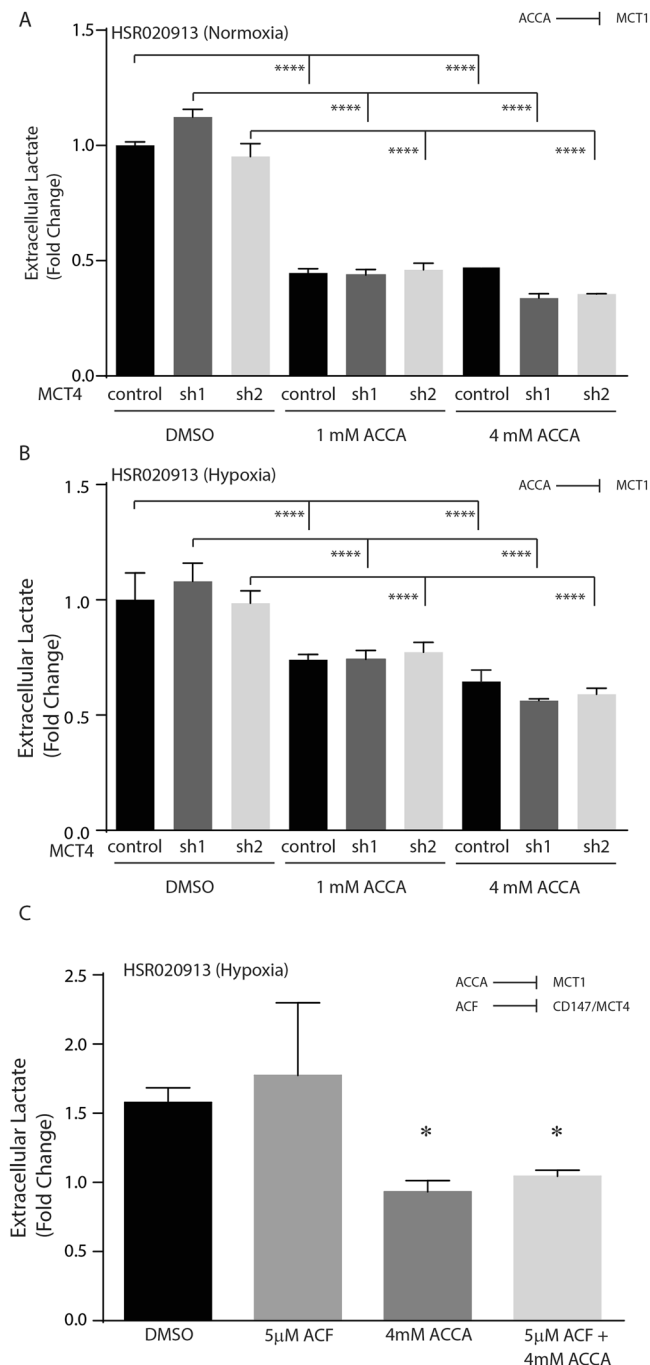 A
HSR020913 (Normoxia)
ACCA MCT1
**** ****
**** ****
**** ****
Extracellular Lactate
(Fold Change)
1.5
1.0
0.5
0.0
MCT4 control sh1 sh2 control sh1 sh2 control sh1 sh2
DMSO 1 mM ACCA 4 mM ACCA
B
HSR020913 (Hypoxia)
ACCA MCT1
**** ****
**** ****
**** ****
Extracellular Lactate
(Fold Change)
1.5
1.0
0.5
0.0
MCT4 control sh1 sh2 control sh1 sh2 control sh1 sh2
DMSO 1 mM ACCA 4 mM ACCA
C
HSR020913 (Hypoxia)
ACCA MCT1
ACF CD147/MCT4
Extracellular Lactate
(Fold Change)
2.5
2.0
1.5
1.0
0.5
0.0
* *
DMSO 5μM ACF 4mM ACCA 5μM ACF +
4mM ACCA